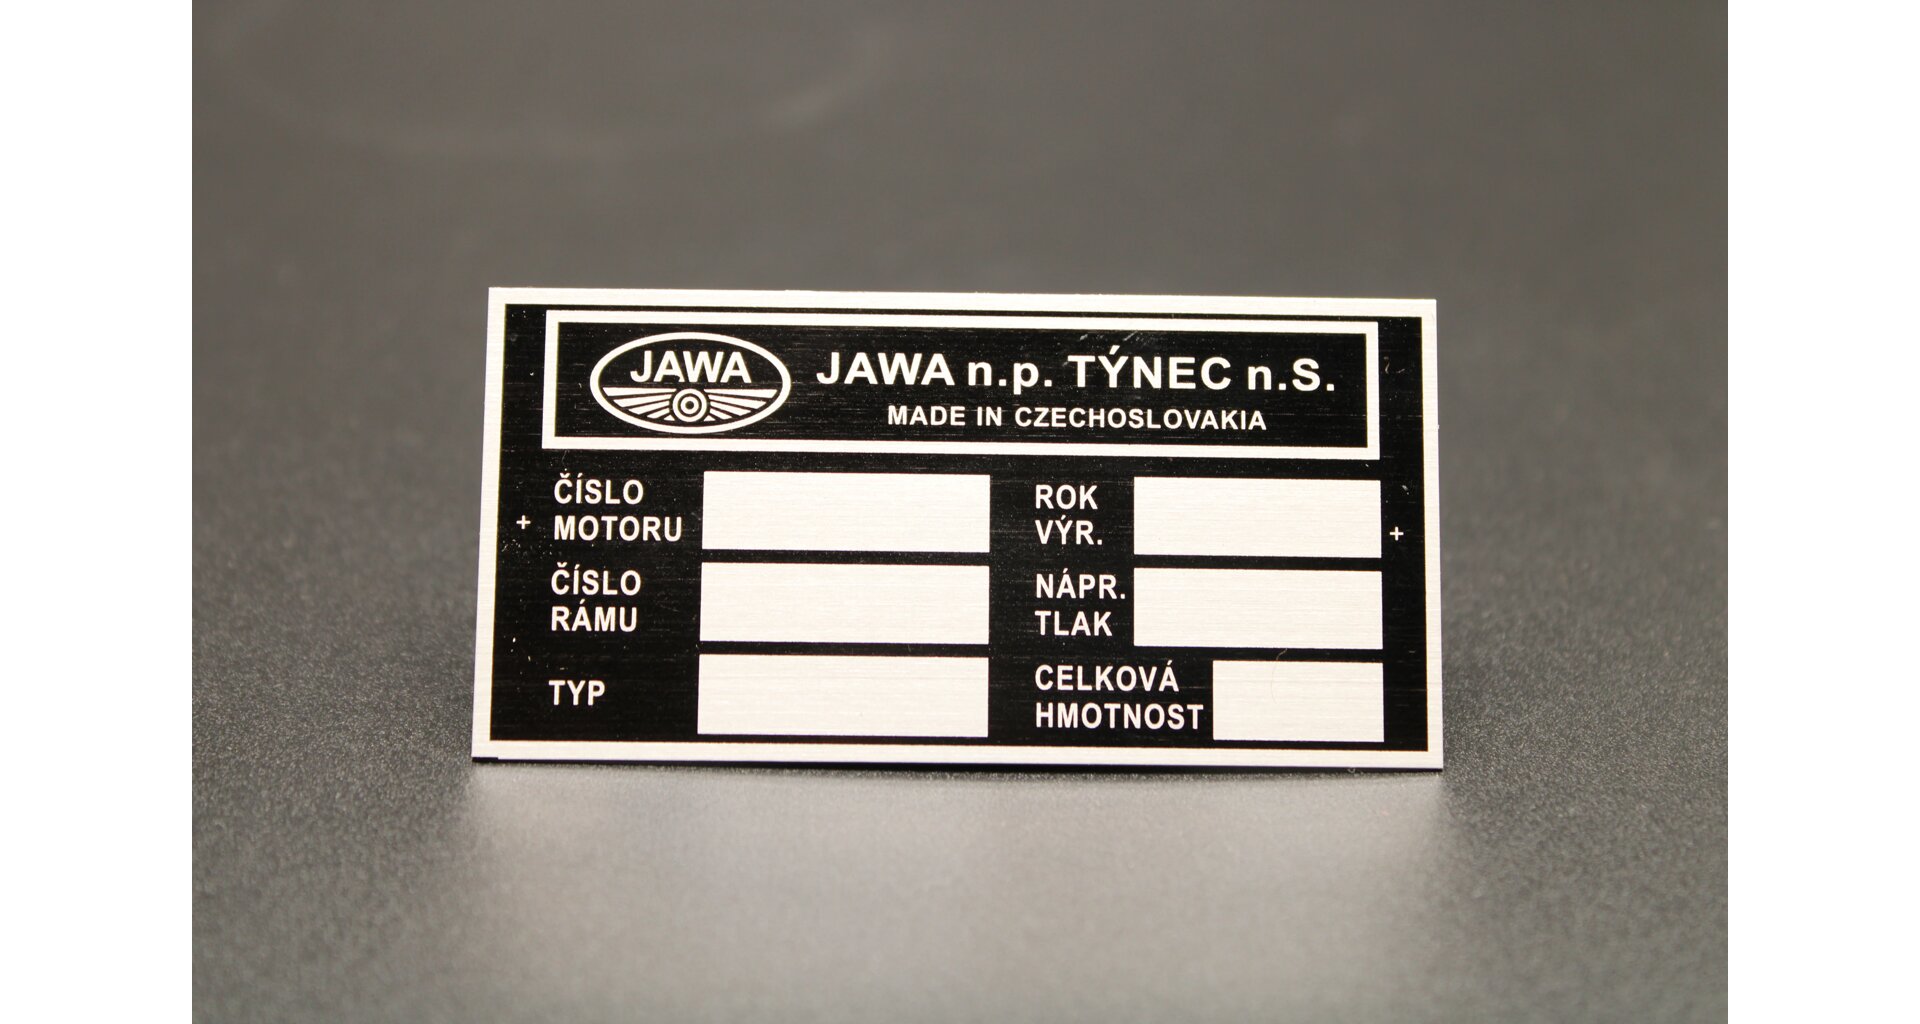 JAWA
JAWA n.p. TÝNEC n.S.
MADE IN CZECHOSLOVAKIA
ČÍSLO
MOTORU
ČÍSLO
RÁMU
TYP
ROK
VÝR.
NÁPR.
TLAK
CELKOVÁ
HMOTNOST